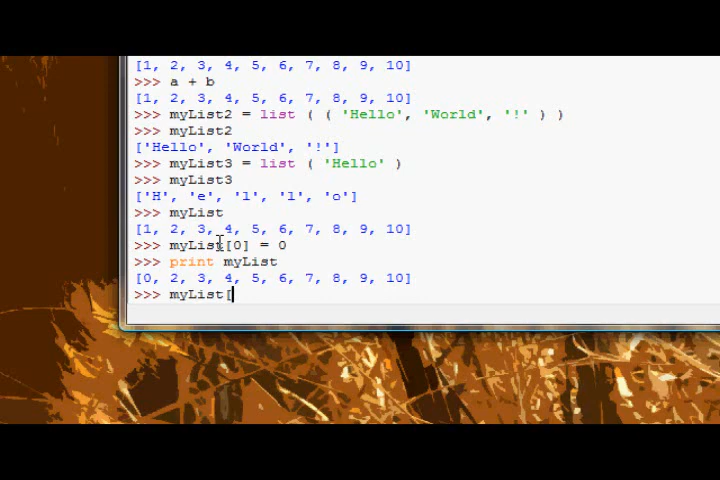 [1, 2, 3, 4, 5, 6, 7, 8, 9, 10]
>>> a + b
[1, 2, 3, 4, 5, 6, 7, 8, 9, 10]
>>> myList2 = list ( ( 'Hello', 'World', '!' ) )
>>> myList2
['Hello', 'World', '!']
>>> myList3 = list ( 'Hello' )
>>> myList3
['H', 'e', 'l', 'l', 'o']
>>> myList
[1, 2, 3, 4, 5, 6, 7, 8, 9, 10]
>>> myList[0] = 0
>>> print myList
[0, 2, 3, 4, 5, 6, 7, 8, 9, 10]
>>> myList[